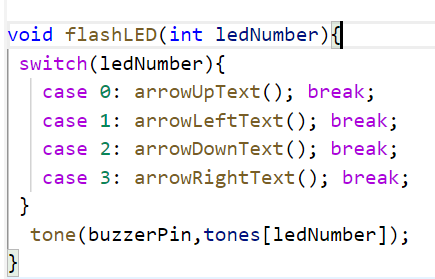 void flashLED(int ledNumber){
switch(ledNumber){
case 0: arrowUpText(); break;
case 1: arrowLeftText(); break;
case 2: arrowDownText(); break;
case 3: arrowRightText(); break;
}
tone(buzzerPin,tones[ledNumber]);
}